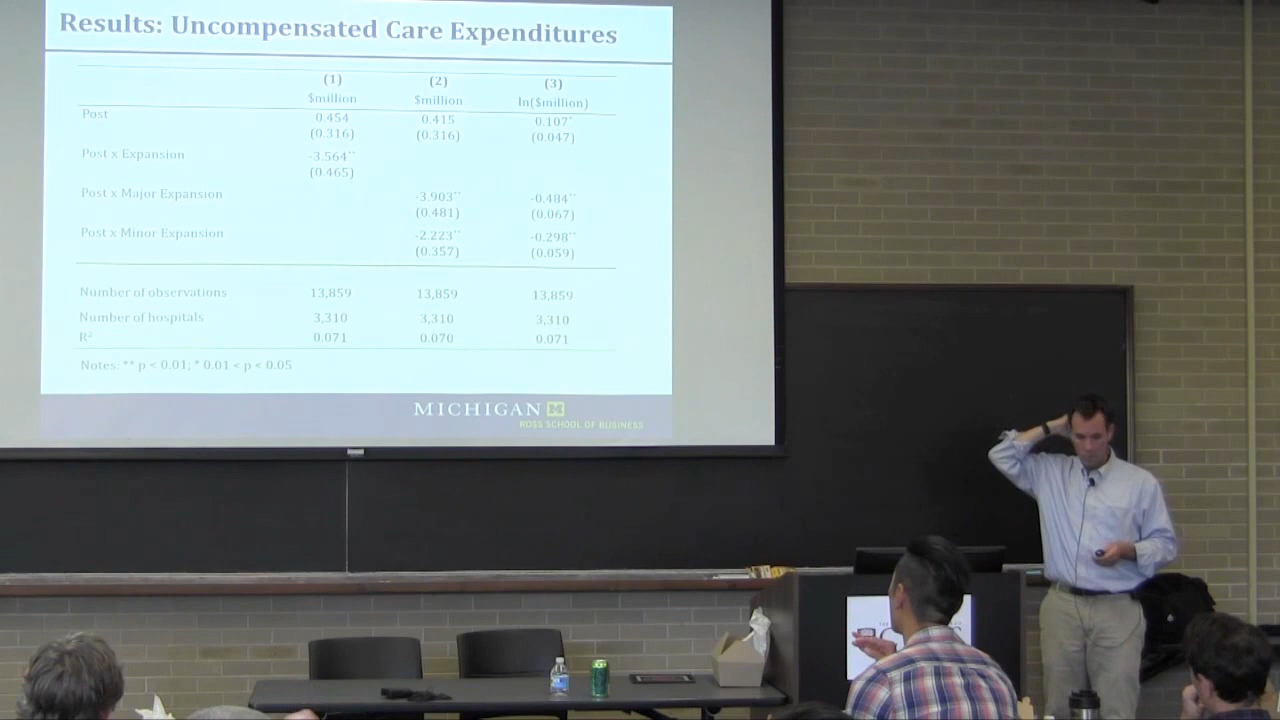 Results: Uncompensated Care Expenditures
(1) (2) (3)
$million $million ln($million)
Post 0.454 0.415 0.107*
(0.316) (0.316) (0.047)
Post x Expansion -3.564**
(0.465)
Post x Major Expansion -3.903** -0.484**
(0.481) (0.067)
Post x Minor Expansion -2.223** -0.298**
(0.357) (0.059)
Number of observations 13,859 13,859 13,859
Number of hospitals 3,310 3,310 3,310
R² 0.071 0.070 0.071
Notes: ** p < 0.01; * 0.01 < p < 0.05
MICHIGAN
ROSS SCHOOL OF BUSINESS